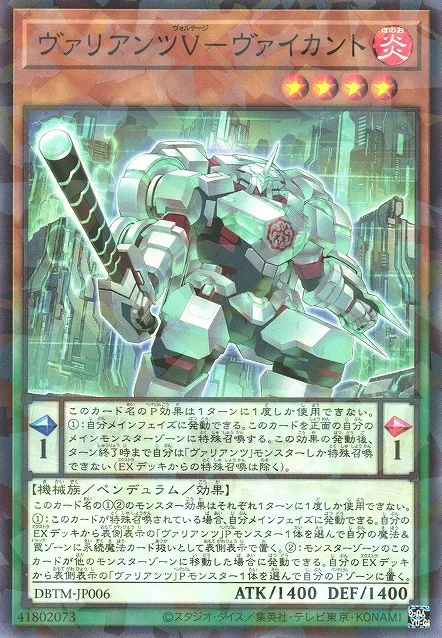 ヴォルテージ
ヴァリアンツV－ヴァイカント
ほのお
炎
このカード名のP効果は1ターンに1度しか使用できない。
①：自分メインフェイズに発動できる。このカードを正面の自分の
メインモンスターゾーンに特殊召喚する。この効果の発動後、
ターン終了時まで自分は「ヴァリアンツ」モンスターしか特殊召喚
できない（EXデッキからの特殊召喚は除く）。
1
1
【機械族／ペンデュラム／効果】
このカード名の①②のモンスター効果はそれぞれ1ターンに1度しか使用できない。
①：このカードが特殊召喚されている場合、自分メインフェイズに発動できる。自分の
EXデッキから表側表示の「ヴァリアンツ」Pモンスター1体を選んで自分の魔法＆
罠ゾーンに永続魔法カード扱いとして表側表示で置く。②：モンスターゾーンのこの
カードが他のモンスターゾーンに移動した場合に発動できる。自分のEXデッキ
から表側表示の「ヴァリアンツ」Pモンスター1体を選んで自分のPゾーンに置く。
DBTM-JP006 ATK/1400 DEF/1400
41802073 ©スタジオ・ダイス／集英社・テレビ東京・KONAMI